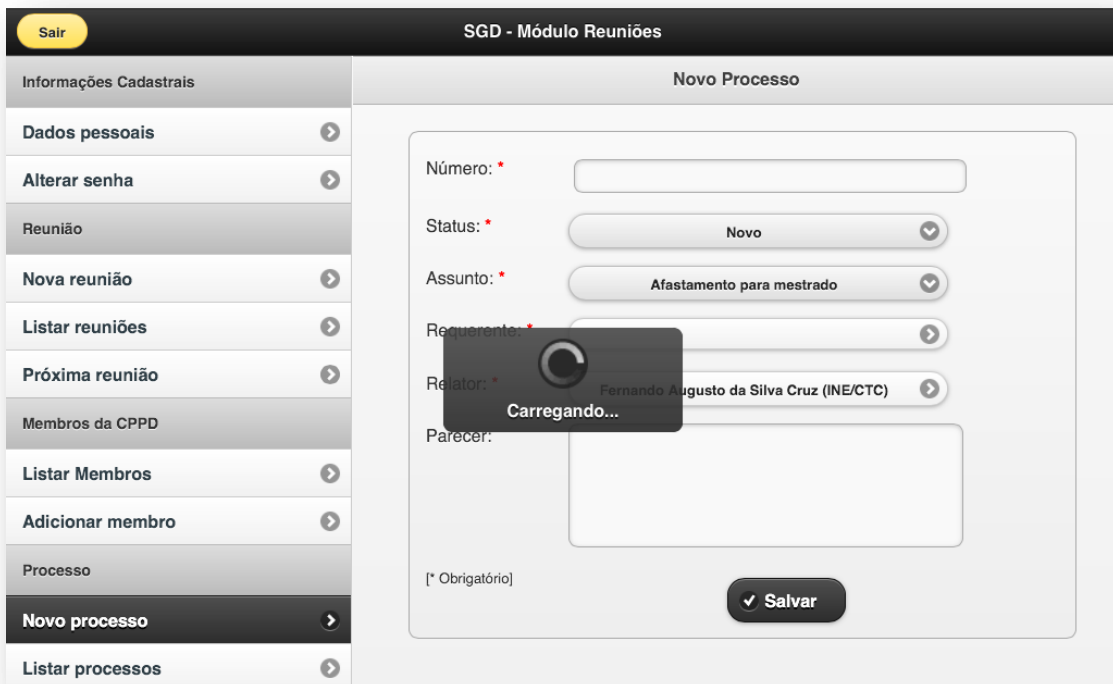 Sair
SGD - Módulo Reuniões
Informações Cadastrais
Dados pessoais
Alterar senha
Reunião
Nova reunião
Listar reuniões
Próxima reunião
Membros da CPPD
Listar Membros
Adicionar membro
Processo
Novo processo
Listar processos
Novo Processo
Número: *
Status: *
Novo
Assunto: *
Afastamento para mestrado
Requerente: *
Relator: *
Fernando Augusto da Silva Cruz (INE/CTC)
Carregando...
Parecer:
[* Obrigatório]
Salvar